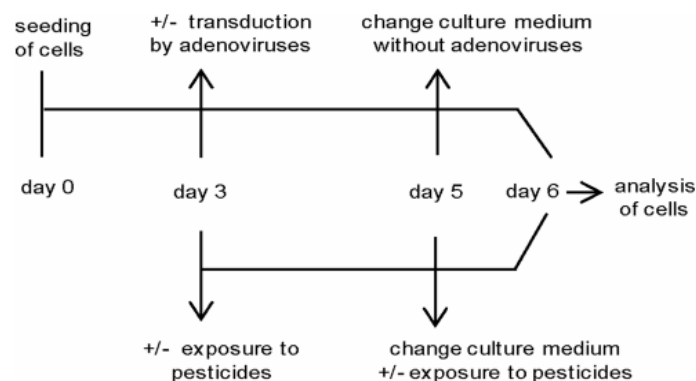 seeding
of cells
+/- transduction
by adenoviruses
change culture medium
without adenoviruses
day 0
day 3
day 5
day 6
analysis
of cells
+/- exposure to
pesticides
change culture medium
+/- exposure to pesticides